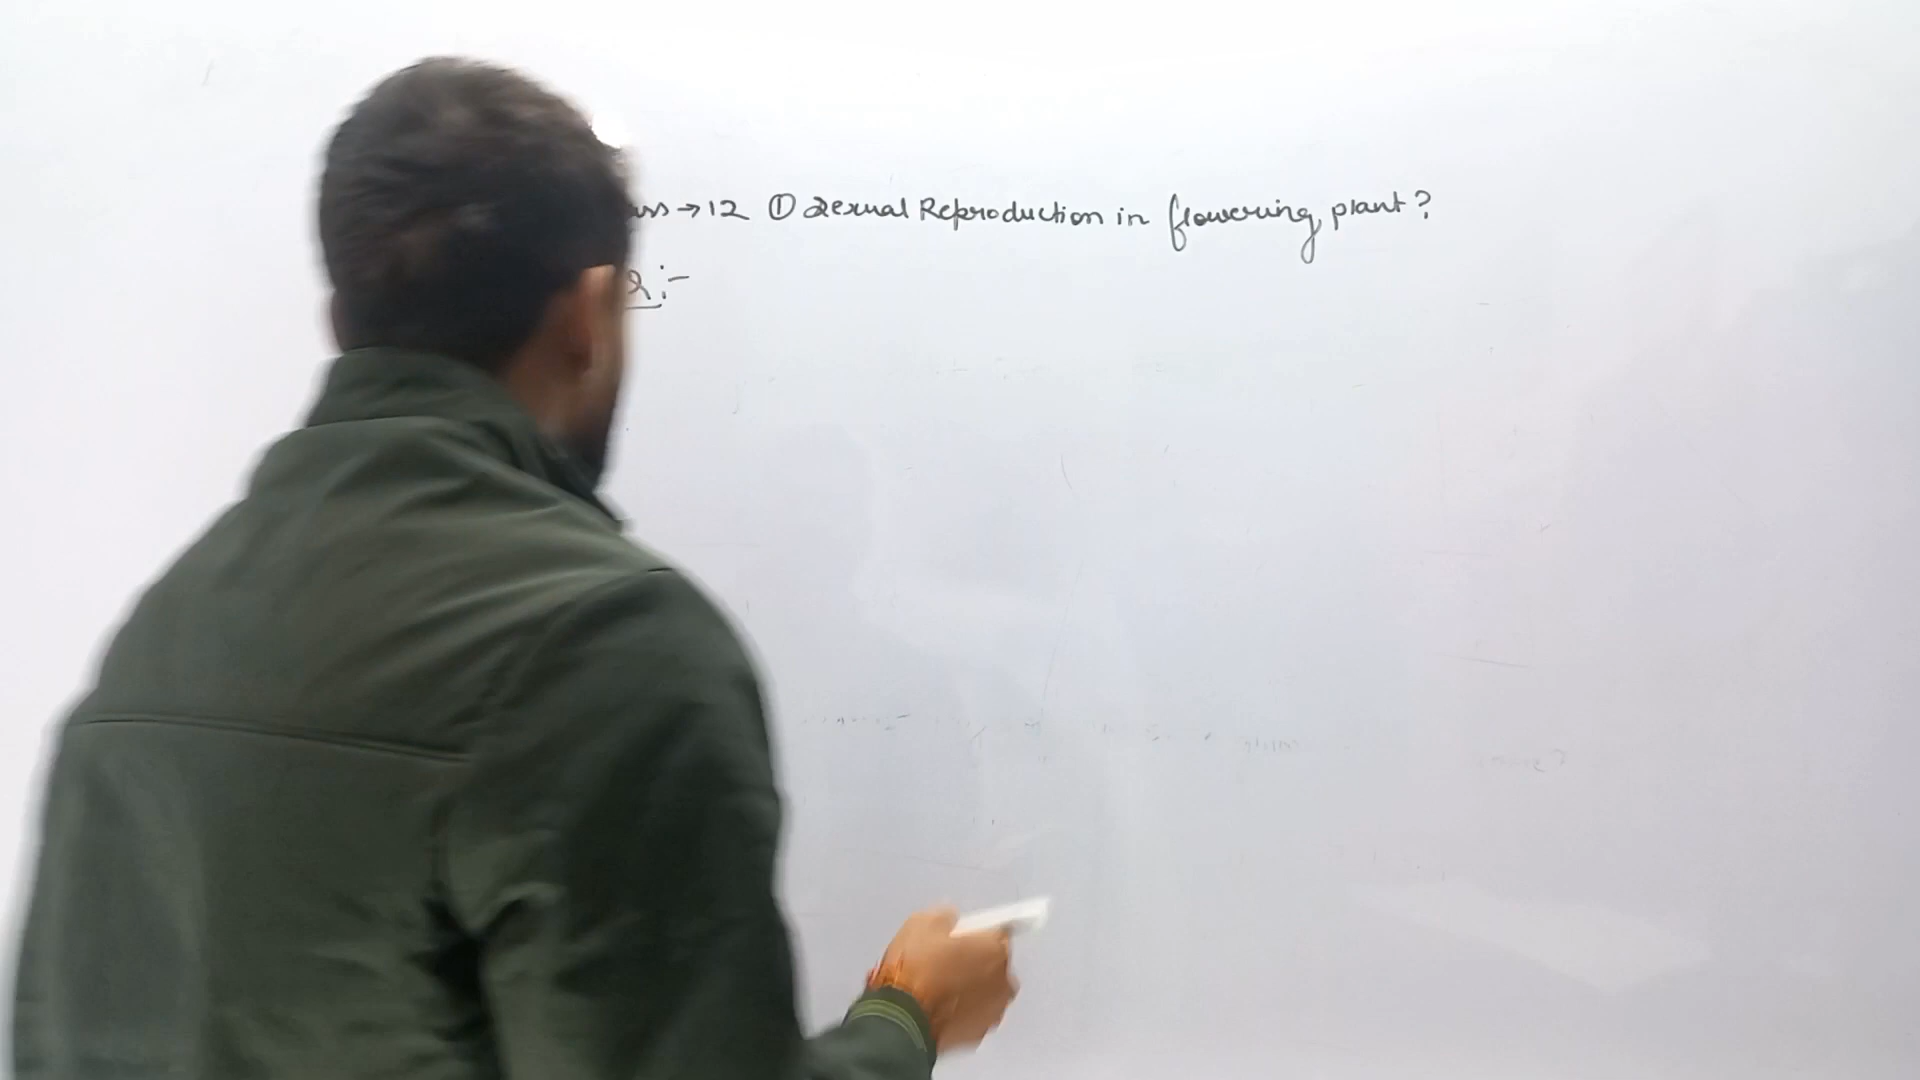 →12 ① Sexual Reproduction in flowering plant?
:-